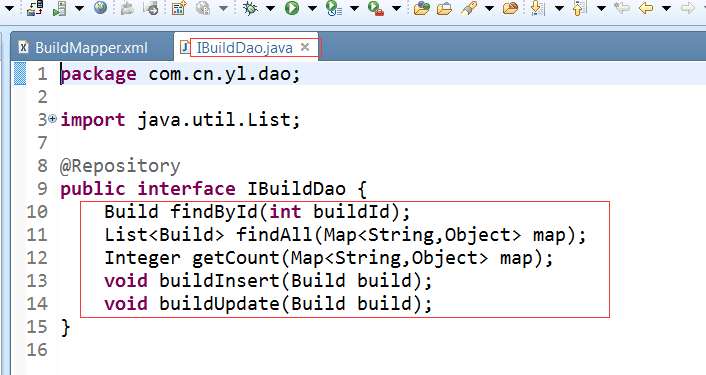 BuildMapper.xml IBuildDao.java
1 package com.cn.yl.dao;
2
3 import java.util.List;
7
8 @Repository
9 public interface IBuildDao {
10 Build findById(int buildId);
11 List<Build> findAll(Map<String,Object> map);
12 Integer getCount(Map<String,Object> map);
13 void buildInsert(Build build);
14 void buildUpdate(Build build);
15 }
16